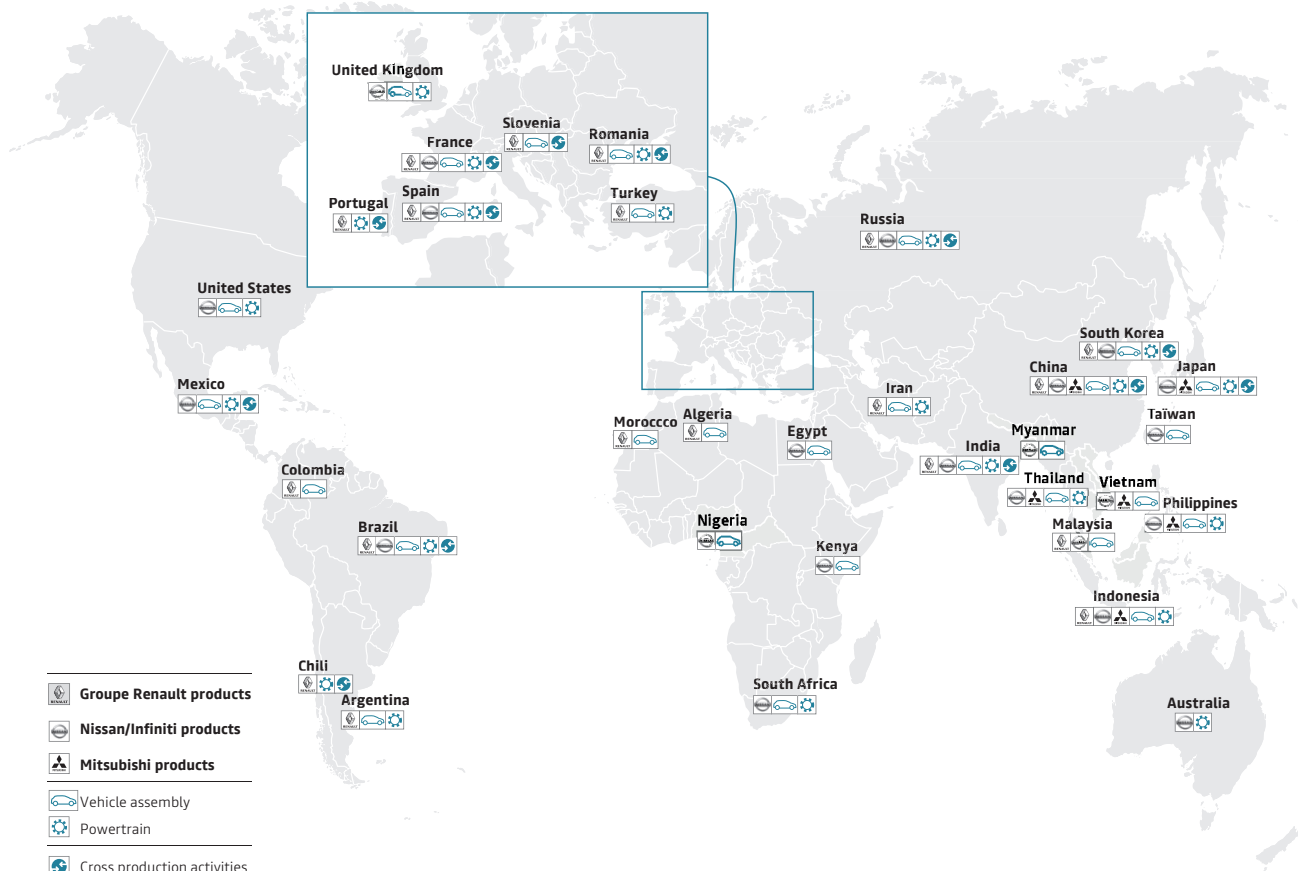 United Kingdom
Slovenia
Romania
France
Spain
Turkey
Portugal
Russia
United States
South Korea
China
Japan
Mexico
Iran
Moroccco
Algeria
Taïwan
Egypt
Myanmar
India
Colombia
Thailand
Vietnam
Philippines
Nigeria
Malaysia
Brazil
Kenya
Indonesia
Chili
South Africa
Argentina
Australia
Groupe Renault products
Nissan/Infiniti products
Mitsubishi products
Vehicle assembly
Powertrain
Cross production activities